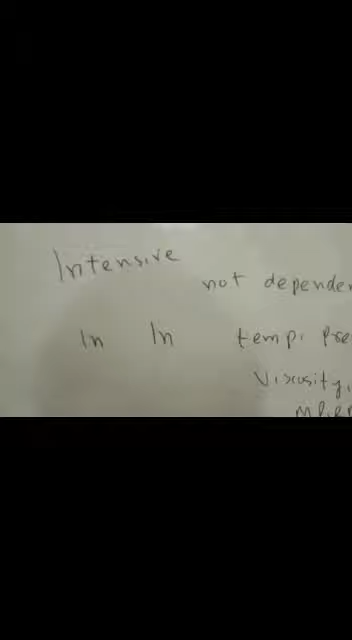 Intensive
not depende
In In temp, Pre
Viscosity,